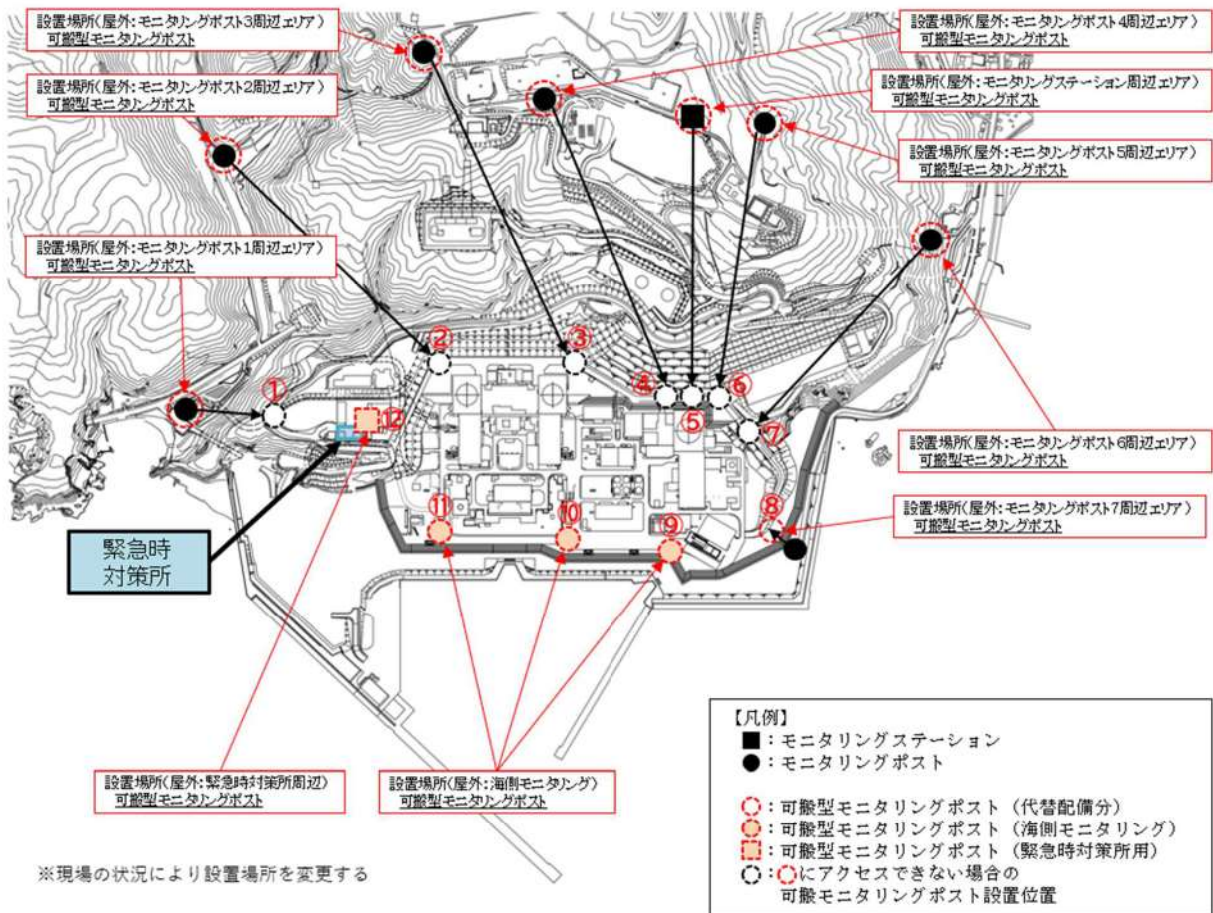 設置場所(屋外:モニタリングポスト3周辺エリア)
可搬型モニタリングポスト
設置場所(屋外:モニタリングポスト2周辺エリア)
可搬型モニタリングポスト
設置場所(屋外:モニタリングポスト1周辺エリア)
可搬型モニタリングポスト
設置場所(屋外:モニタリングポスト4周辺エリア)
可搬型モニタリングポスト
設置場所(屋外:モニタリングステーション周辺エリア)
可搬型モニタリングポスト
設置場所(屋外:モニタリングポスト5周辺エリア)
可搬型モニタリングポスト
設置場所(屋外:モニタリングポスト6周辺エリア)
可搬型モニタリングポスト
設置場所(屋外:モニタリングポスト7周辺エリア)
可搬型モニタリングポスト
①
②
③
④
⑤
⑥
⑦
⑧
⑨
⑩
⑪
⑫
緊急時
対策所
設置場所(屋外:緊急時対策所周辺)
可搬型モニタリングポスト
設置場所(屋外:海側モニタリング)
可搬型モニタリングポスト
※現場の状況により設置場所を変更する
【凡例】
■:モニタリングステーション
●:モニタリングポスト
○:可搬型モニタリングポスト(代替配備分)
○:可搬型モニタリングポスト(海側モニタリング)
□:可搬型モニタリングポスト(緊急時対策所用)
○:○にアクセスできない場合の
可搬モニタリングポスト設置位置